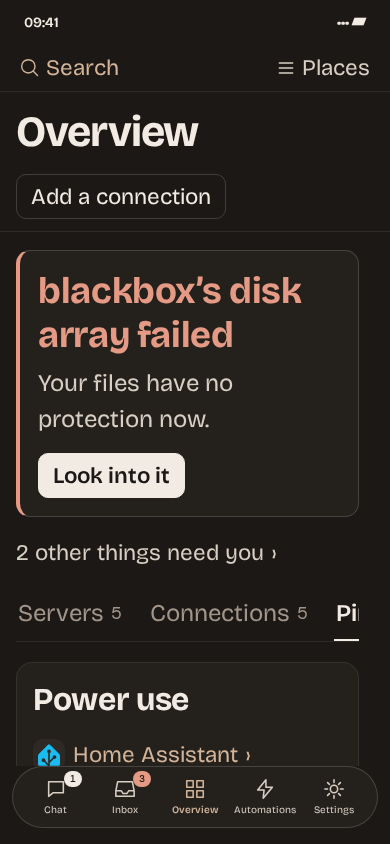 09:41
Search
Places
Overview
Add a connection
blackbox’s disk
array failed
Your files have no
protection now.
Look into it
2 other things need you ›
Servers 5
Connections 5
Power use
Home Assistant ›
1
3
Chat
Inbox
Overview
Automations
Settings